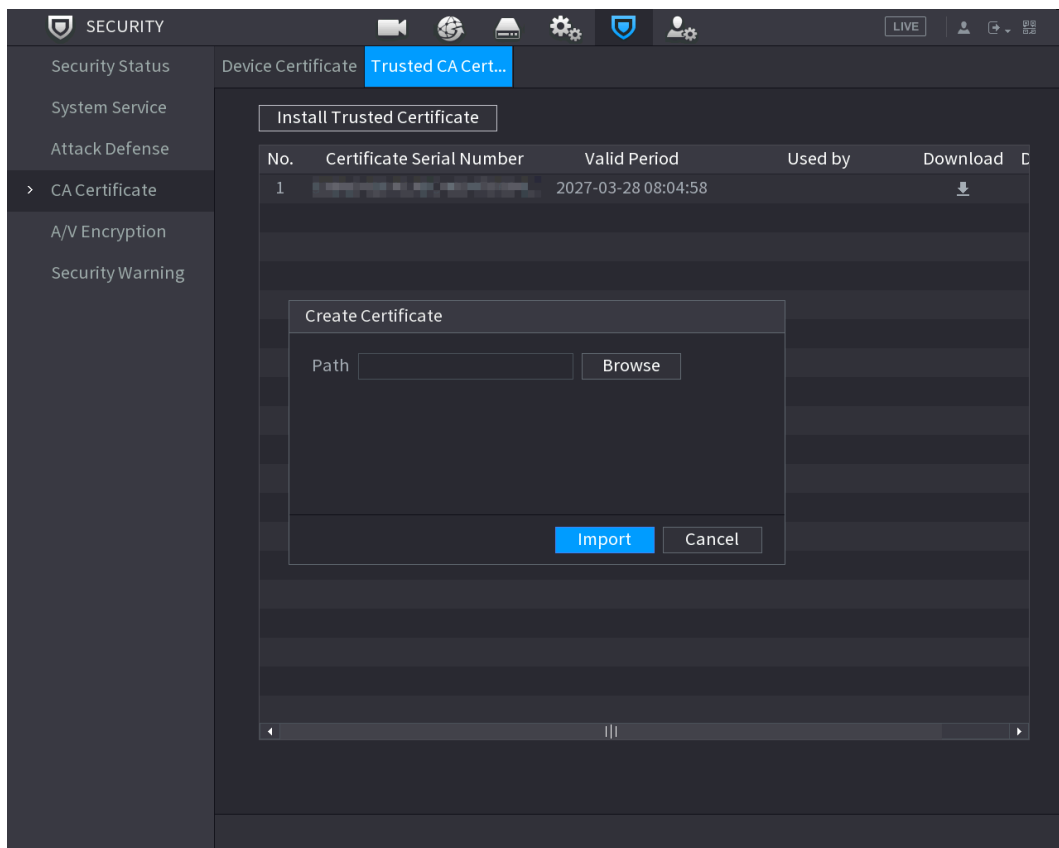 SECURITY
LIVE
Security Status
System Service
Attack Defense
CA Certificate
A/V Encryption
Security Warning
Device Certificate Trusted CA Cert...
Install Trusted Certificate
No. Certificate Serial Number Valid Period Used by Download D
1 2027-03-28 08:04:58
Create Certificate
Path Browse
Import Cancel